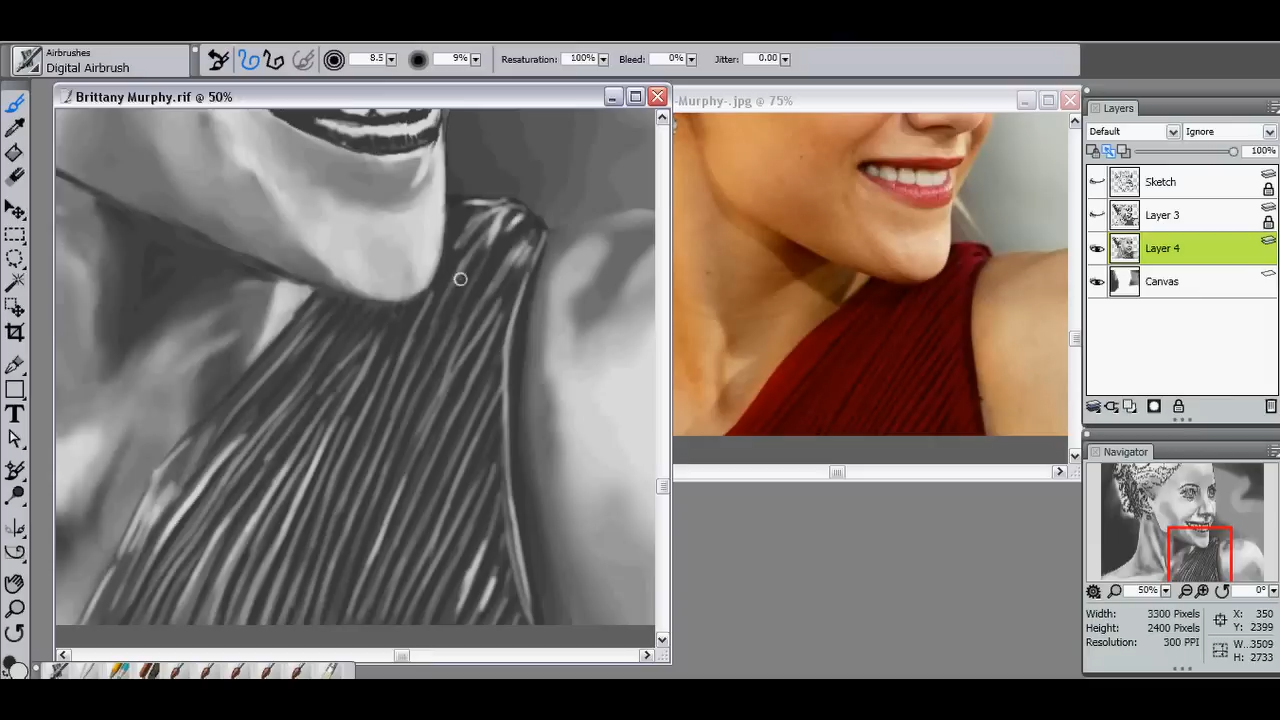 Airbrushes
Digital Airbrush
8.5
9%
Resaturation: 100%
Bleed: 0%
Jitter: 0.00
Brittany Murphy.rif @ 50%
-Murphy-.jpg @ 75%
Layers
Default
Ignore
100%
Sketch
Layer 3
Layer 4
Canvas
T
Navigator
50%
0°
Width: 3300 Pixels
Height: 2400 Pixels
Resolution: 300 PPI
X: 350
Y: 2399
W...3509
H: 2733